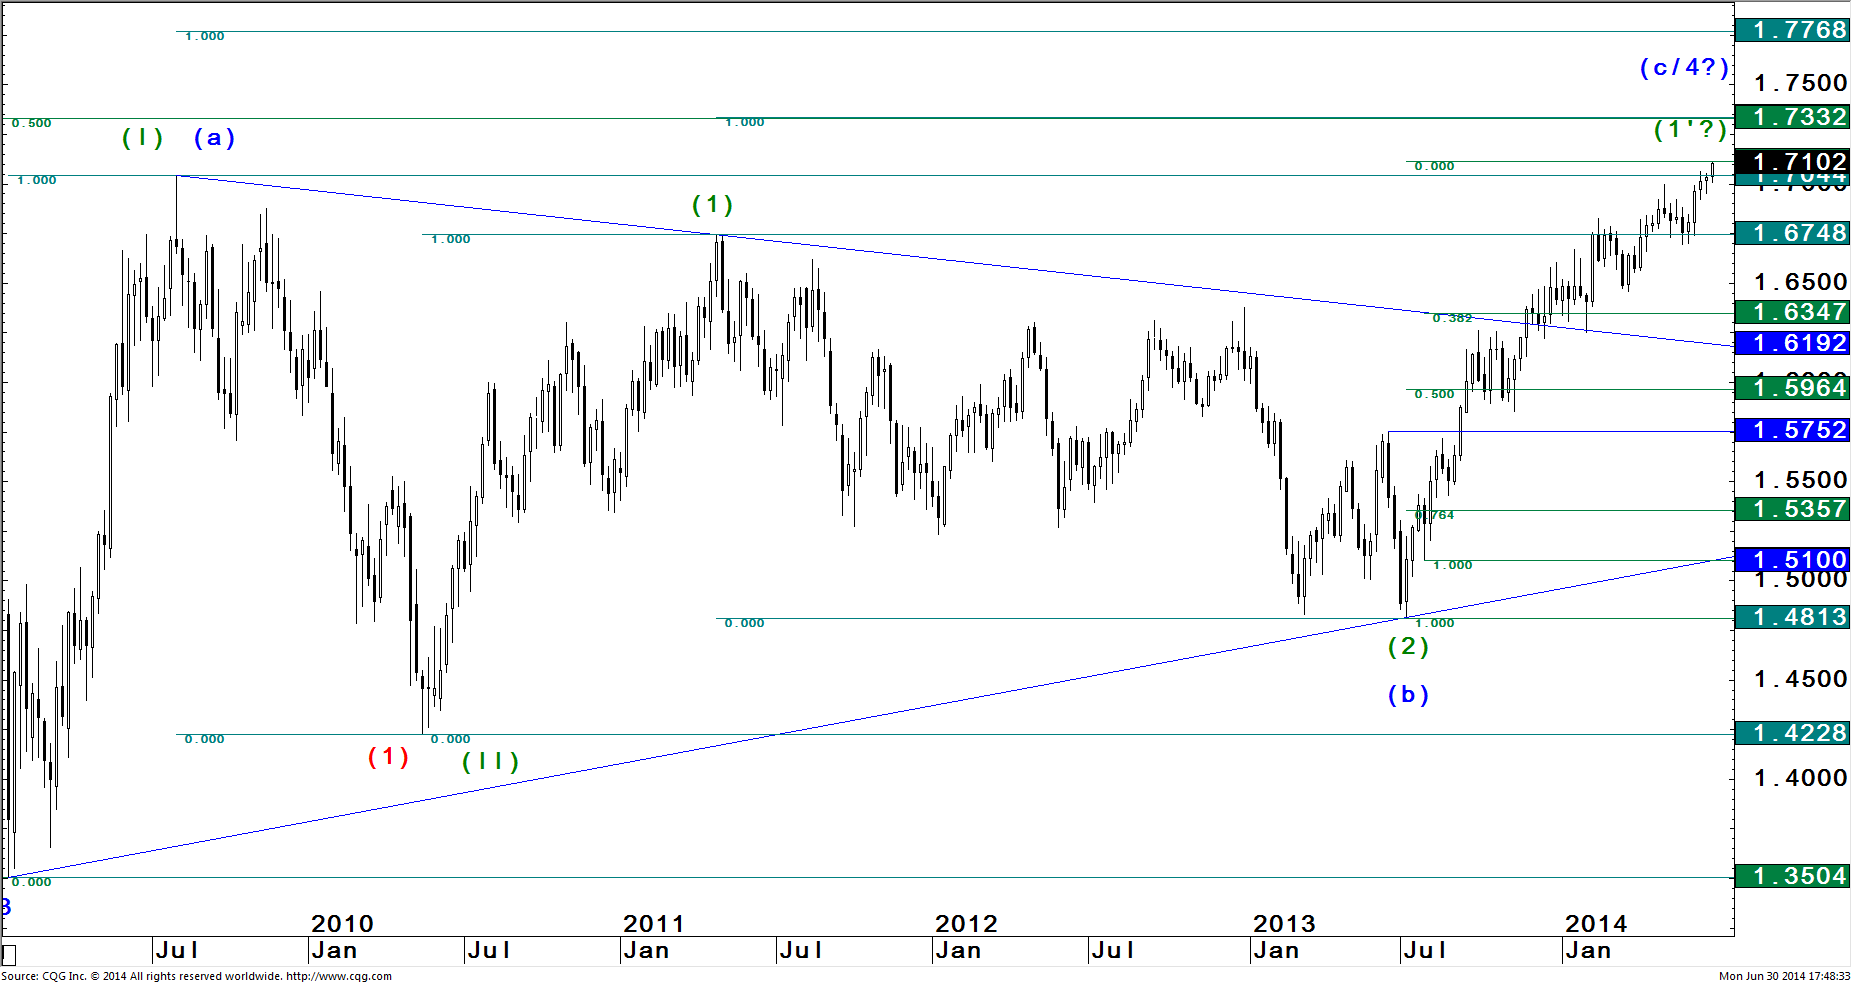 1.000
1.7768
(c/4?)
1.7500
0.500
1.000
1.7332
(I)
(a)
(1'?)
0.000
1.7102
1.000
1.7044
1.7000
(1)
1.000
1.6748
1.6500
0.382
1.6347
1.6192
0.500
1.5964
1.5752
1.5500
0.764
1.5357
1.000
1.5100
1.5000
0.000
1.000
1.4813
(2)
(b)
1.4500
0.000
0.000
1.4228
(1)
(II)
1.4000
0.000
1.3504
3
2010
2011
2012
2013
2014
Jul
Jan
Jul
Jan
Jul
Jan
Jul
Jan
Jul
Jan
Source: CQG Inc. © 2014 All rights reserved worldwide. http://www.cqg.com
Mon Jun 30 2014 17:48:33